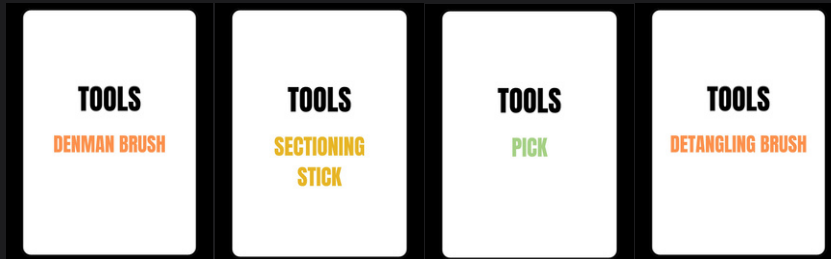 TOOLS
DENMAN BRUSH
TOOLS
SECTIONING
STICK
TOOLS
PICK
TOOLS
DETANGLING BRUSH